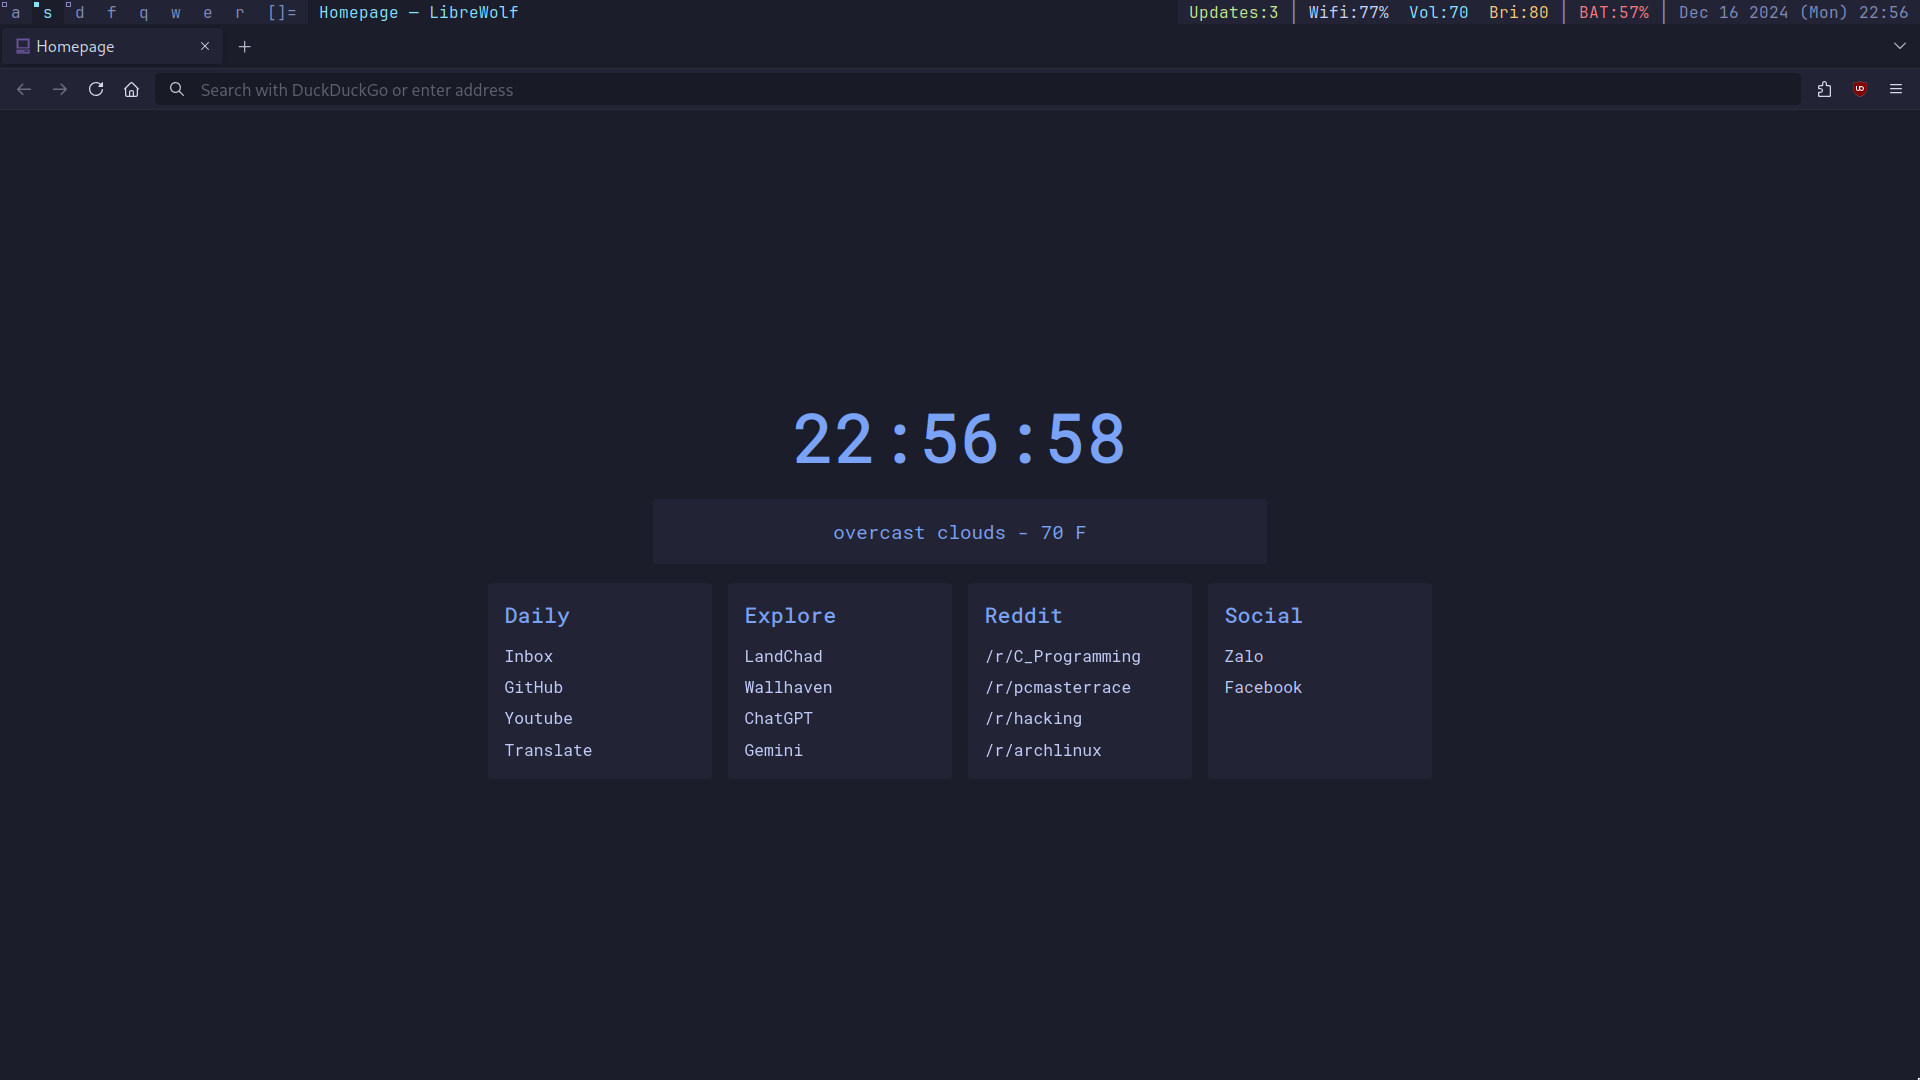 a s d f q w e r []= Homepage — LibreWolf Updates:3 | Wifi:77% Vol:70 Bri:80 | BAT:57% | Dec 16 2024 (Mon) 22:56
Homepage
Search with DuckDuckGo or enter address
22:56:58
overcast clouds - 70 F
Daily
Inbox
GitHub
Youtube
Translate
Explore
LandChad
Wallhaven
ChatGPT
Gemini
Reddit
/r/C_Programming
/r/pcmasterrace
/r/hacking
/r/archlinux
Social
Zalo
Facebook